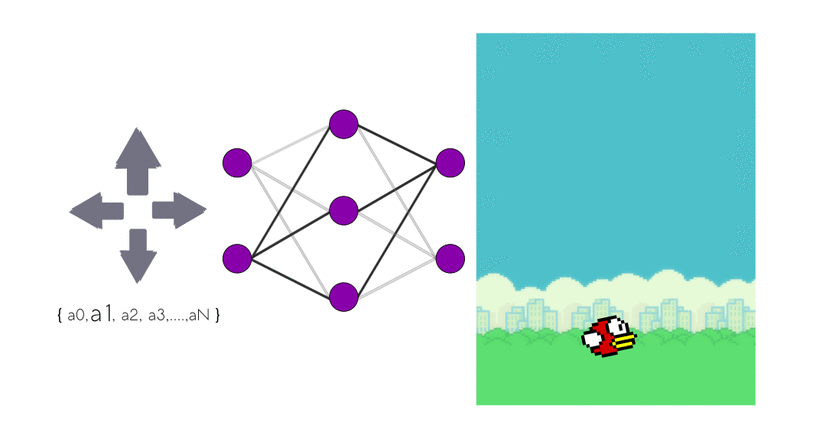 { a0,a1, a2, a3,....,aN }